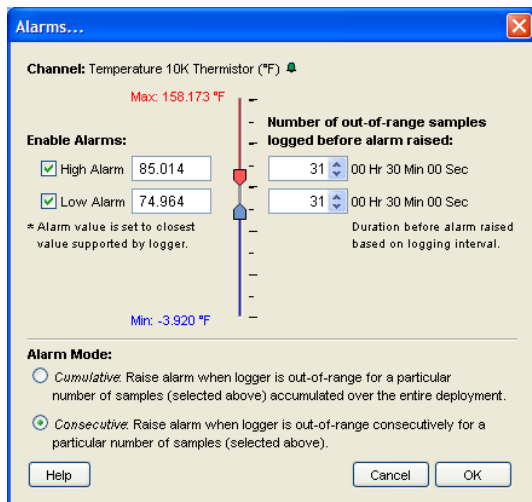 Alarms...
Channel: Temperature 10K Thermistor (°F)
Max: 158.173 °F
Number of out-of-range samples
logged before alarm raised:
Enable Alarms:
High Alarm 85.014 31 00 Hr 30 Min 00 Sec
Low Alarm 74.964 31 00 Hr 30 Min 00 Sec
* Alarm value is set to closest
value supported by logger.
Duration before alarm raised
based on logging interval.
Min: -3.920 °F
Alarm Mode:
Cumulative: Raise alarm when logger is out-of-range for a particular
number of samples (selected above) accumulated over the entire deployment.
Consecutive: Raise alarm when logger is out-of-range consecutively for a
particular number of samples (selected above).
Help Cancel OK